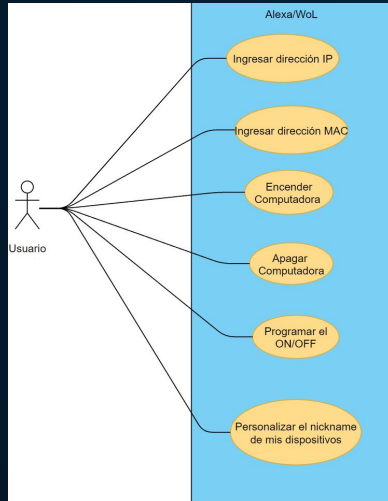 Alexa/WoL
Ingresar dirección IP
Ingresar dirección MAC
Encender
Computadora
Usuario
Apagar
Computadora
Programar el
ON/OFF
Personalizar el nickname
de mis dispositivos